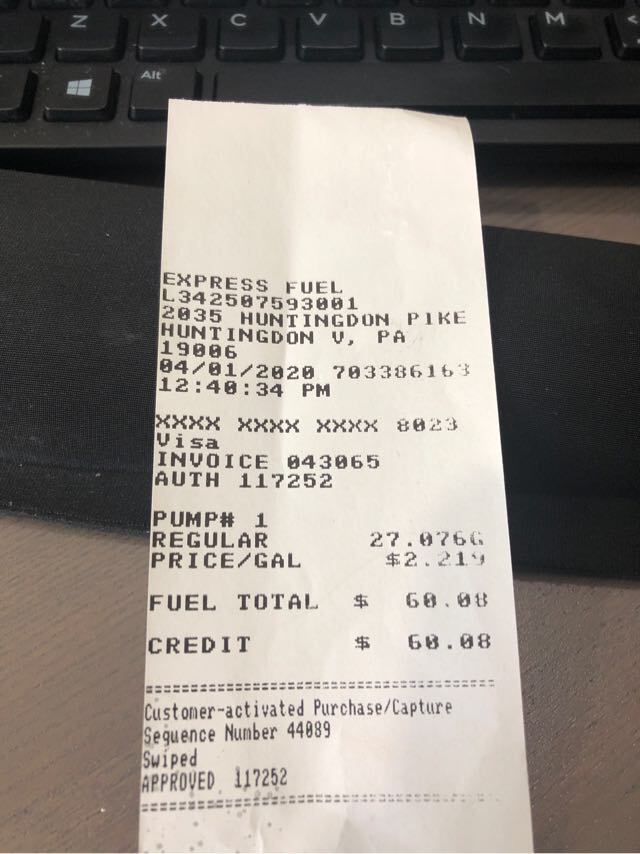 Z X C V B N M
Alt
EXPRESS FUEL
L342507593001
2035 HUNTINGDON PIKE
HUNTINGDON V, PA
19006
04/01/2020 703386163
12:40:34 PM
XXXX XXXX XXXX 8023
Visa
INVOICE 043065
AUTH 117252
PUMP# 1
REGULAR 27.076G
PRICE/GAL $2.219
FUEL TOTAL $ 60.08
CREDIT $ 60.08
Customer-activated Purchase/Capture
Sequence Number 44089
Swiped
APPROVED 117252